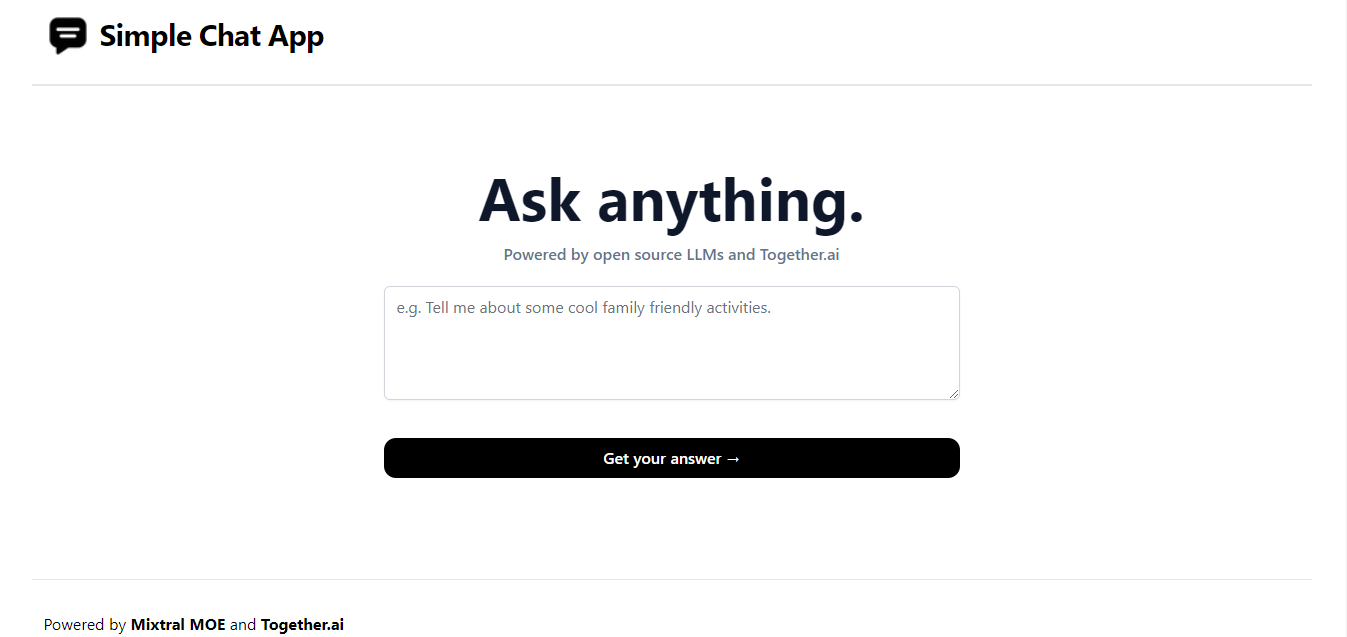 Simple Chat App
Ask anything.
Powered by open source LLMs and Together.ai
e.g. Tell me about some cool family friendly activities.
Get your answer →
Powered by Mixtral MOE and Together.ai